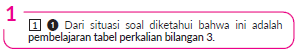 1
1 ❶ Dari situasi soal diketahui bahwa ini adalah
pembelajaran tabel perkalian bilangan 3.